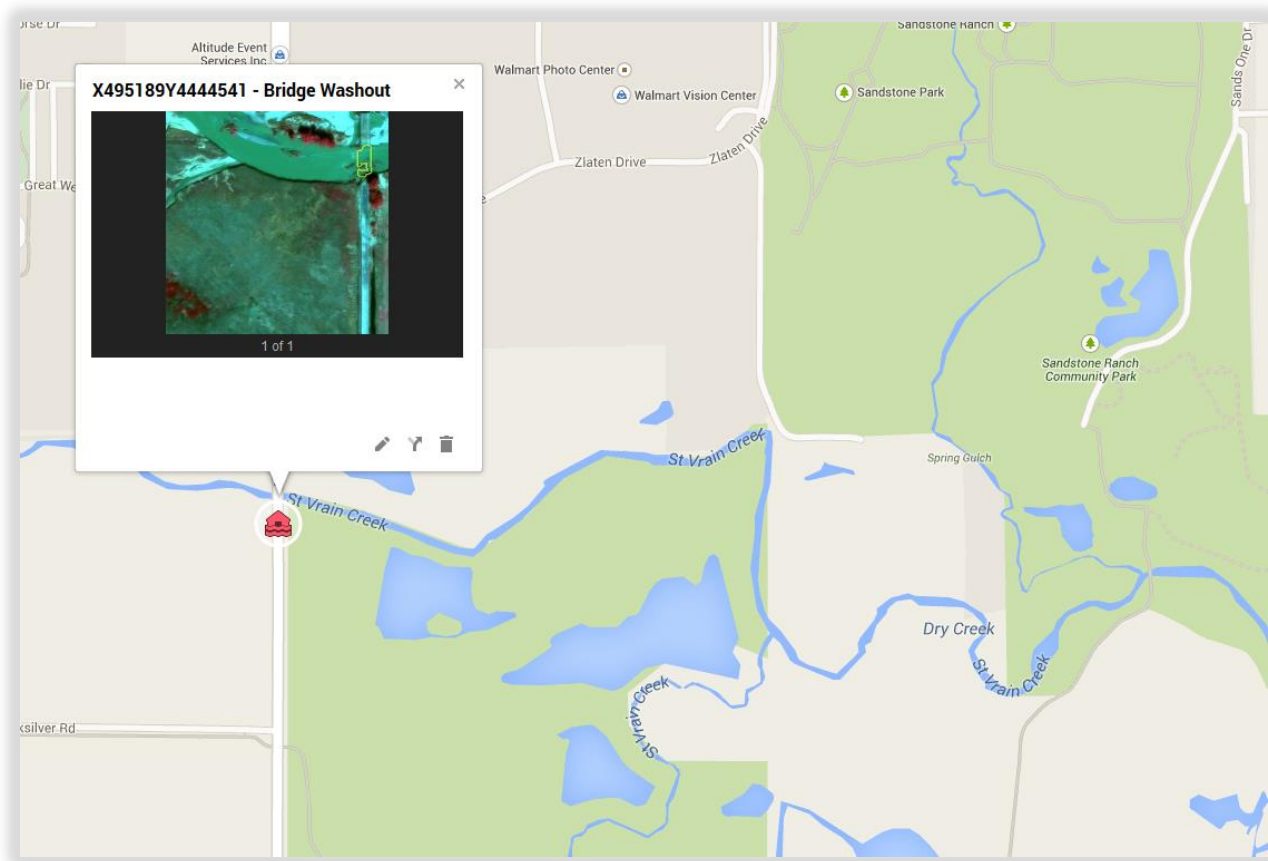 Sandstone Ranch
Altitude Event
Services Inc
Walmart Photo Center
Walmart Vision Center
Sandstone Park
Sands One Dr
lie Dr
X495189Y4444541 - Bridge Washout
1 of 1
Zlaten Drive
Zlaten Drive
Great We
Sandstone Ranch
Community Park
St Vrain Creek
Spring Gulch
St Vrain Creek
Dry Creek
St Vrain Creek
St Vrain Creek
ksilver Rd